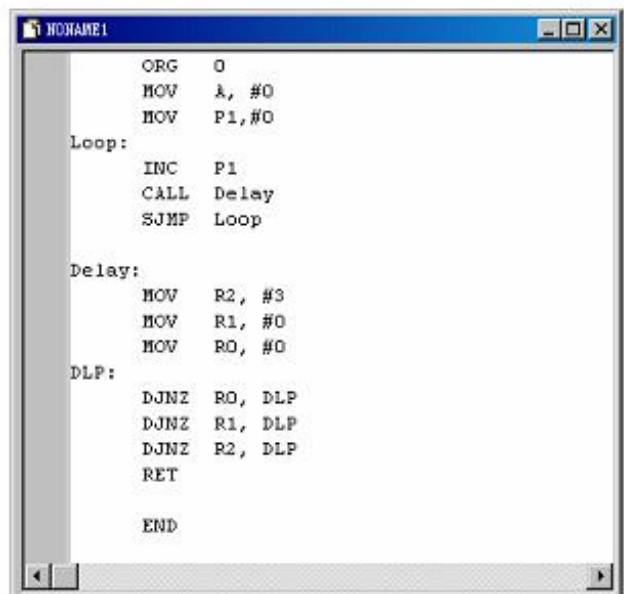 NONAME1
ORG 0
MOV A, #0
MOV P1,#0
Loop:
INC P1
CALL Delay
SJMP Loop
Delay:
MOV R2, #3
MOV R1, #0
MOV R0, #0
DLP:
DJNZ R0, DLP
DJNZ R1, DLP
DJNZ R2, DLP
RET
END